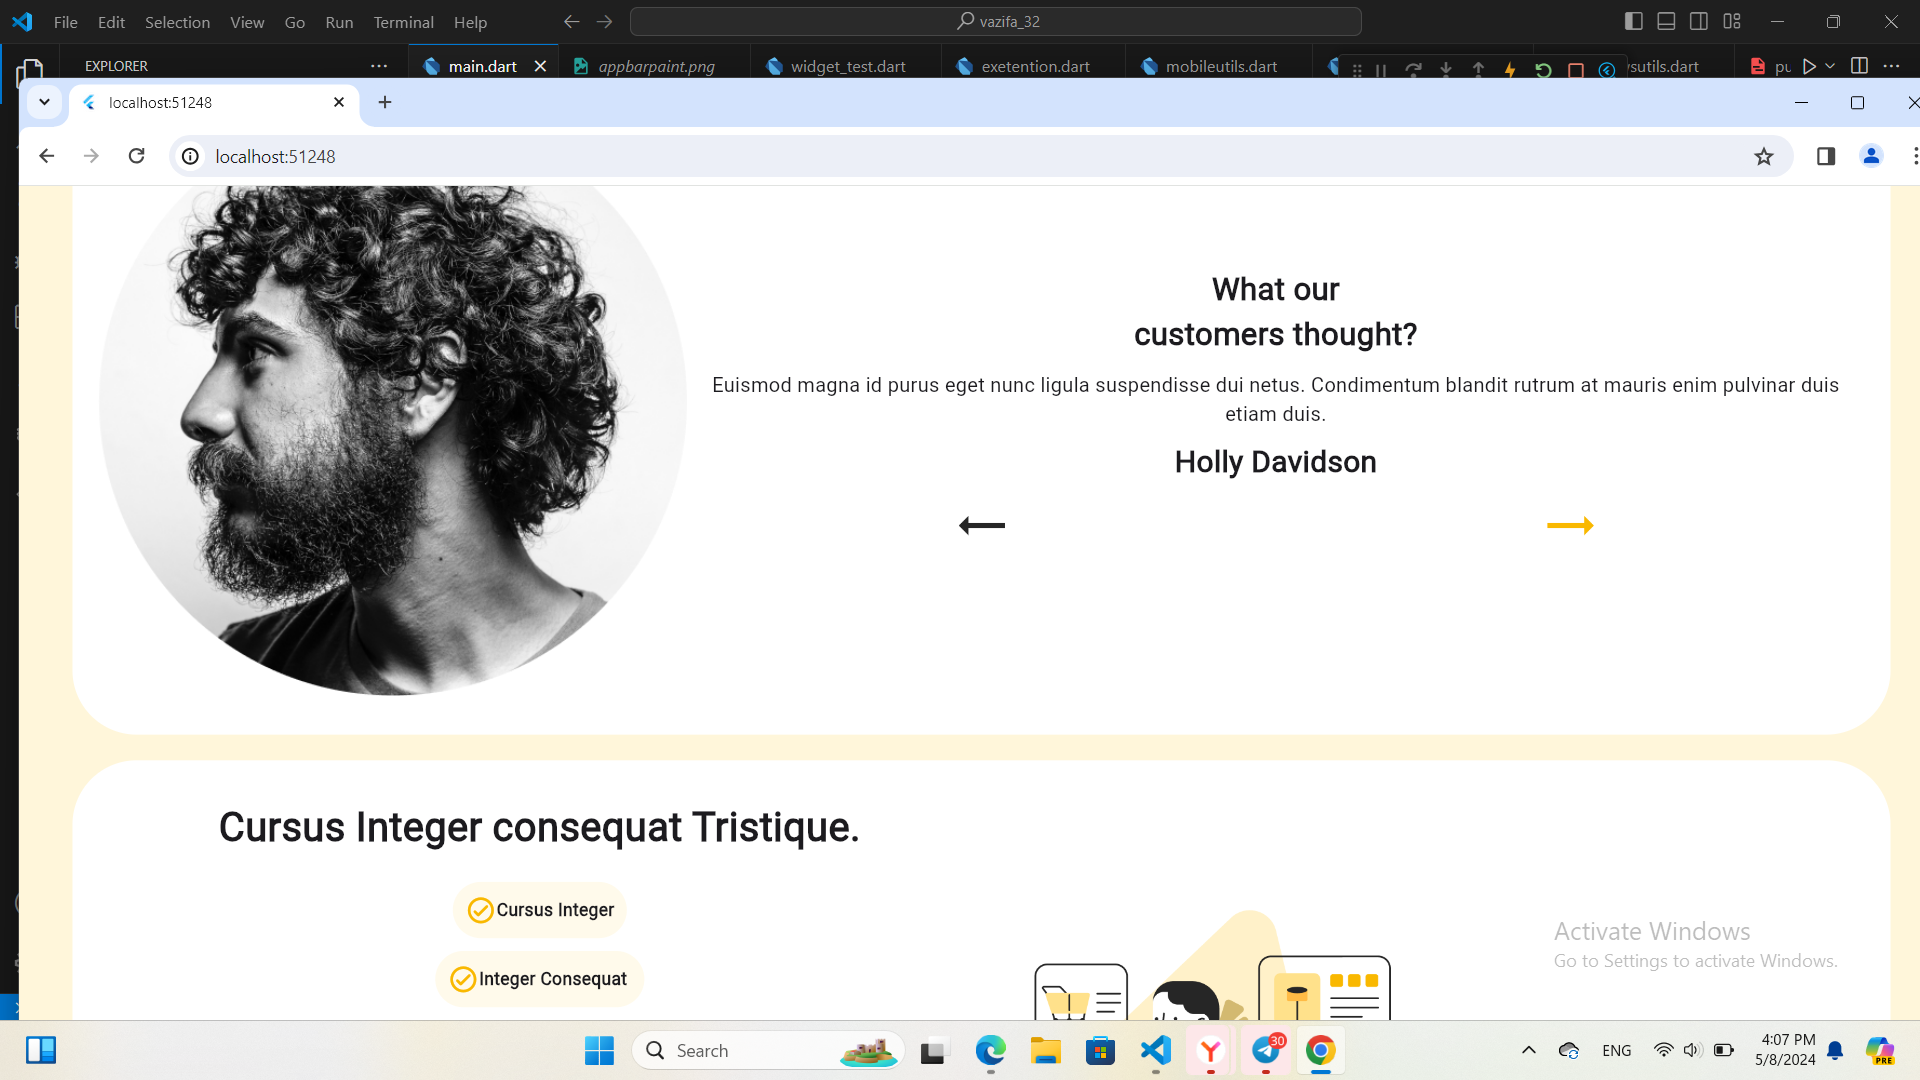 File Edit Selection View Go Run Terminal Help
vazifa_32
EXPLORER
main.dart
appbarpaint.png
widget_test.dart
exetention.dart
mobileutils.dart
sutils.dart
pu
localhost:51248
localhost:51248
What our
customers thought?
Euismod magna id purus eget nunc ligula suspendisse dui netus. Condimentum blandit rutrum at mauris enim pulvinar duis
etiam duis.
Holly Davidson
Cursus Integer consequat Tristique.
Cursus Integer
Integer Consequat
Activate Windows
Go to Settings to activate Windows.
Search
30
ENG
4:07 PM
5/8/2024
PRE